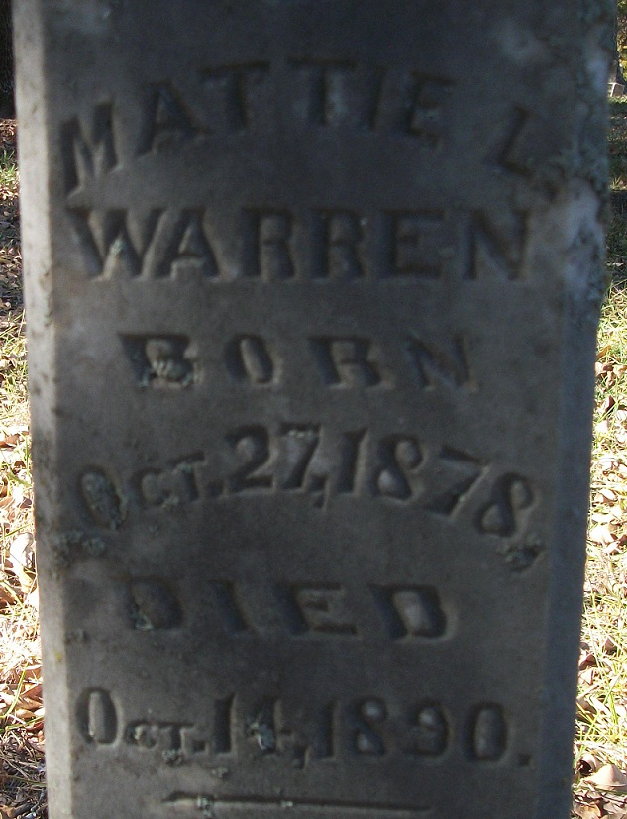 MATTIE L.
WARREN
BORN
OCT. 27, 1878.
DIED
OCT. 14, 1890.